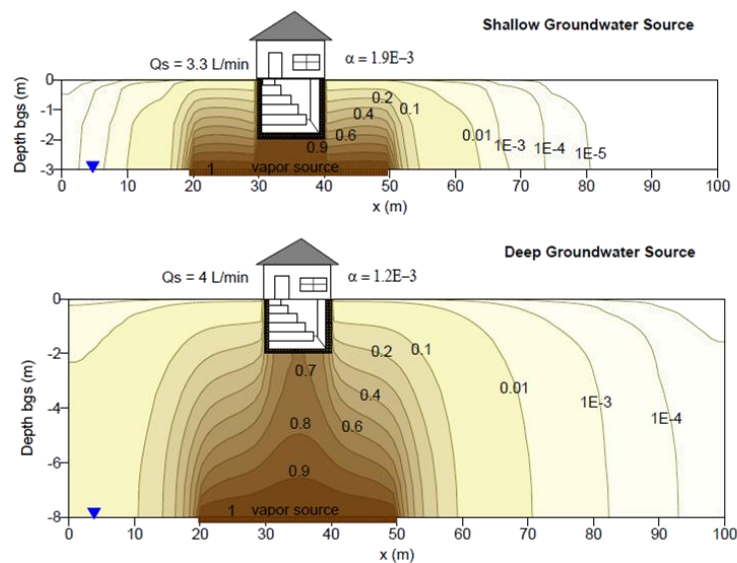 Shallow Groundwater Source
Qs = 3.3 L/min
α = 1.9E−3
Depth bgs (m)
0
-1
-2
-3
0.2
0.1
0.4
0.6
0.01
0.9
1E-3
1E-4
1E-5
1 vapor source
0 10 20 30 40 50 60 70 80 90 100
x (m)
Deep Groundwater Source
Qs = 4 L/min
α = 1.2E−3
Depth bgs (m)
0
-2
-4
-6
-8
0.2
0.1
0.7
0.4
0.01
1E-3
1E-4
0.8
0.6
0.9
1 vapor source
0 10 20 30 40 50 60 70 80 90 100
x (m)